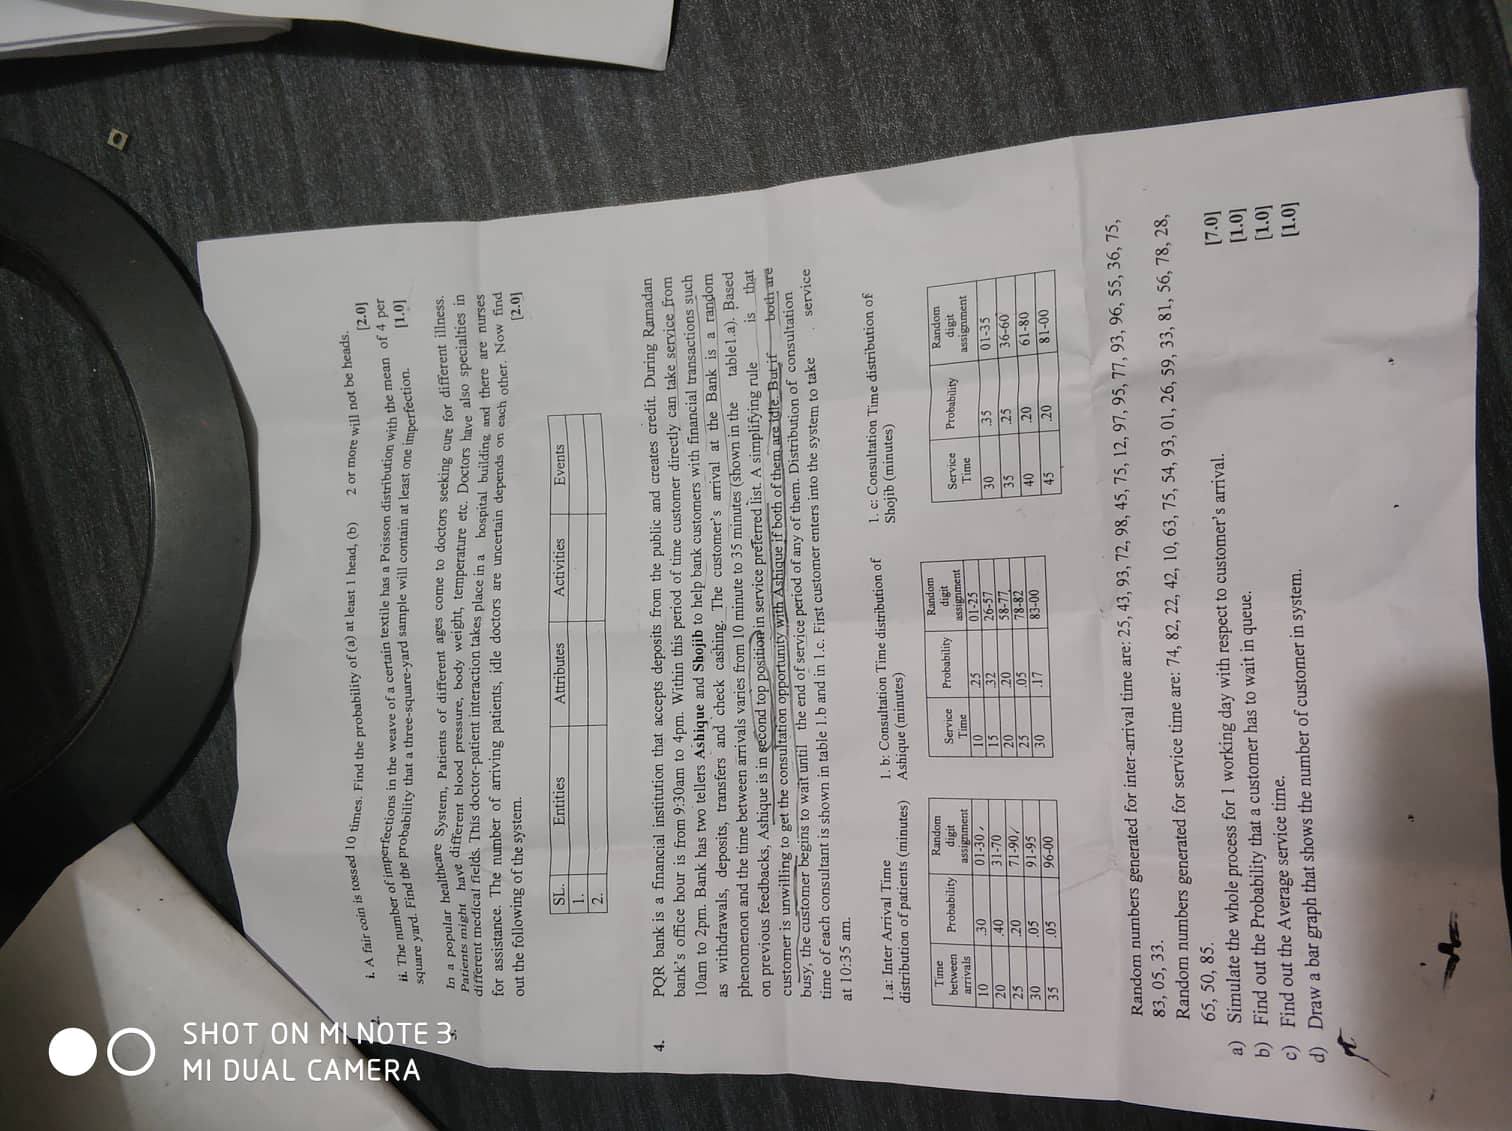 SHOT ON MI NOTE 3
MI DUAL CAMERA
i. A fair coin is tossed 10 times. Find the probability of (a) at least 1 head, (b) 2 or more will not be heads.
[2.0]
ii. The number of imperfections in the weave of a certain textile has a Poisson distribution with the mean of 4 per
square yard. Find the probability that a three-square-yard sample will contain at least one imperfection. [1.0]
In a popular healthcare System, Patients of different ages come to doctors seeking cure for different illness.
Patients might have different blood pressure, body weight, temperature etc. Doctors have also specialties in
different medical fields. This doctor-patient interaction takes place in a hospital building and there are nurses
for assistance. The number of arriving patients, idle doctors are uncertain depends on each other. Now find
out the following of the system. [2.0]
SL. Entities Attributes Activities Events
1.
2.
4. PQR bank is a financial institution that accepts deposits from the public and creates credit. During Ramadan
bank's office hour is from 9:30am to 4pm. Within this period of time customer directly can take service from
10am to 2pm. Bank has two tellers Ashique and Shojib to help bank customers with financial transactions such
as withdrawals, deposits, transfers and check cashing. The customer's arrival at the Bank is a random
phenomenon and the time between arrivals varies from 10 minute to 35 minutes (shown in the table1.a). Based
on previous feedbacks, Ashique is in second top position in service preferred list. A simplifying rule is that
customer is unwilling to get the consultation opportunity with Ashique if both of them are idle. But if both are
busy, the customer begins to wait until the end of service period of any of them. Distribution of consultation
time of each consultant is shown in table 1.b and in 1.c. First customer enters into the system to take service
at 10:35 am.
1.a: Inter Arrival Time
distribution of patients (minutes)
Time between arrivals Probability Random digit assignment
10 .30 01-30
20 .40 31-70
25 .20 71-90
30 .05 91-95
35 .05 96-00
1. b: Consultation Time distribution of
Ashique (minutes)
Service Time Probability Random digit assignment
10 .25 01-25
15 .32 26-57
20 .20 58-77
25 .05 78-82
30 .17 83-00
1. c: Consultation Time distribution of
Shojib (minutes)
Service Time Probability Random digit assignment
30 .35 01-35
35 .25 36-60
40 .20 61-80
45 .20 81-00
Random numbers generated for inter-arrival time are: 25, 43, 93, 72, 98, 45, 75, 12, 97, 95, 77, 93, 96, 55, 36, 75,
83, 05, 33.
Random numbers generated for service time are: 74, 82, 22, 42, 10, 63, 75, 54, 93, 01, 26, 59, 33, 81, 56, 78, 28,
65, 50, 85.
a) Simulate the whole process for 1 working day with respect to customer's arrival. [7.0]
b) Find out the Probability that a customer has to wait in queue. [1.0]
c) Find out the Average service time. [1.0]
d) Draw a bar graph that shows the number of customer in system. [1.0]